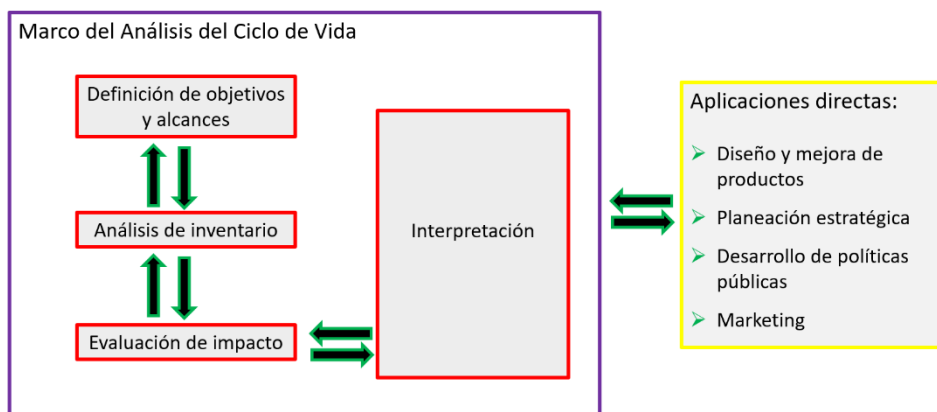 Marco del Análisis del Ciclo de Vida
Definición de objetivos
y alcances
Análisis de inventario
Evaluación de impacto
Interpretación
Aplicaciones directas:
Diseño y mejora de
productos
Planeación estratégica
Desarrollo de políticas
públicas
Marketing